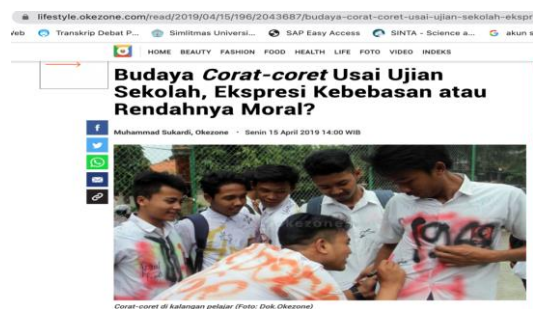 lifestyle.okezone.com/read/2019/04/15/196/2043687/budaya-corat-coret-usai-ujian-sekolah-ekspr
Web Transkrip Debat P... Simlitmas Universi... SAP Easy Access SINTA - Science a... akun s
HOME BEAUTY FASHION FOOD HEALTH LIFE FOTO VIDEO INDEKS
Budaya Corat-coret Usai Ujian
Sekolah, Ekspresi Kebebasan atau
Rendahnya Moral?
Muhammad Sukardi, Okezone · Senin 15 April 2019 14:00 WIB
okezone
Corat-coret di kalangan pelajar (Foto: Dok.Okezone)